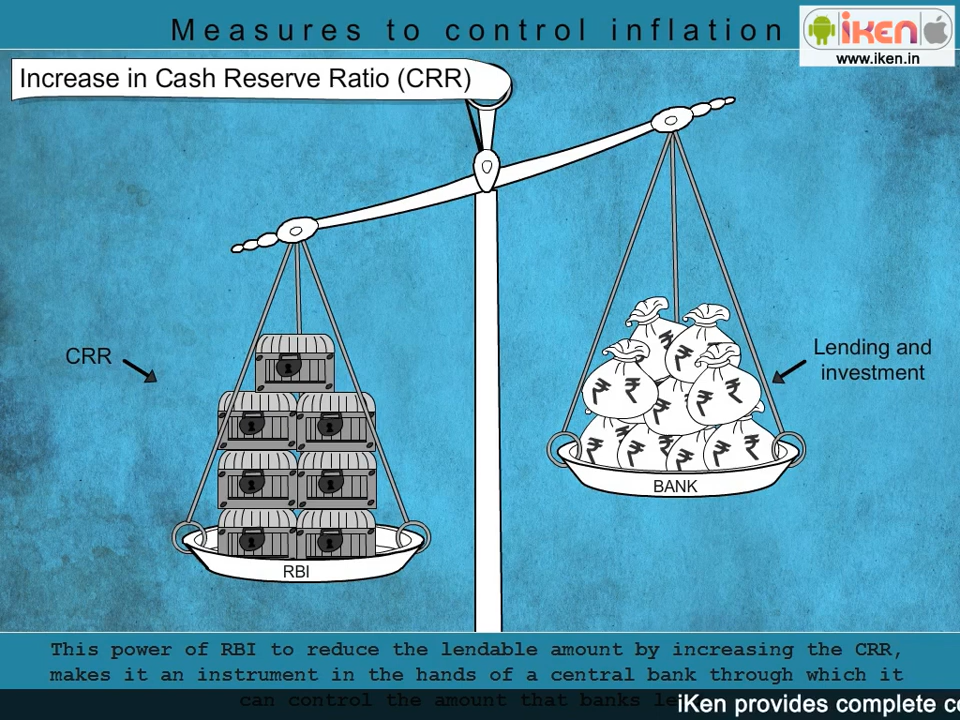 Measures to control inflation
iKEN
www.iken.in
Increase in Cash Reserve Ratio (CRR)
CRR
Lending and
investment
₹ ₹
₹ ₹ ₹ ₹
₹
₹ ₹ ₹ ₹
BANK
RBI
This power of RBI to reduce the lendable amount by increasing the CRR,
makes it an instrument in the hands of a central bank through which it
can control the amount that banks
iKen provides complete co